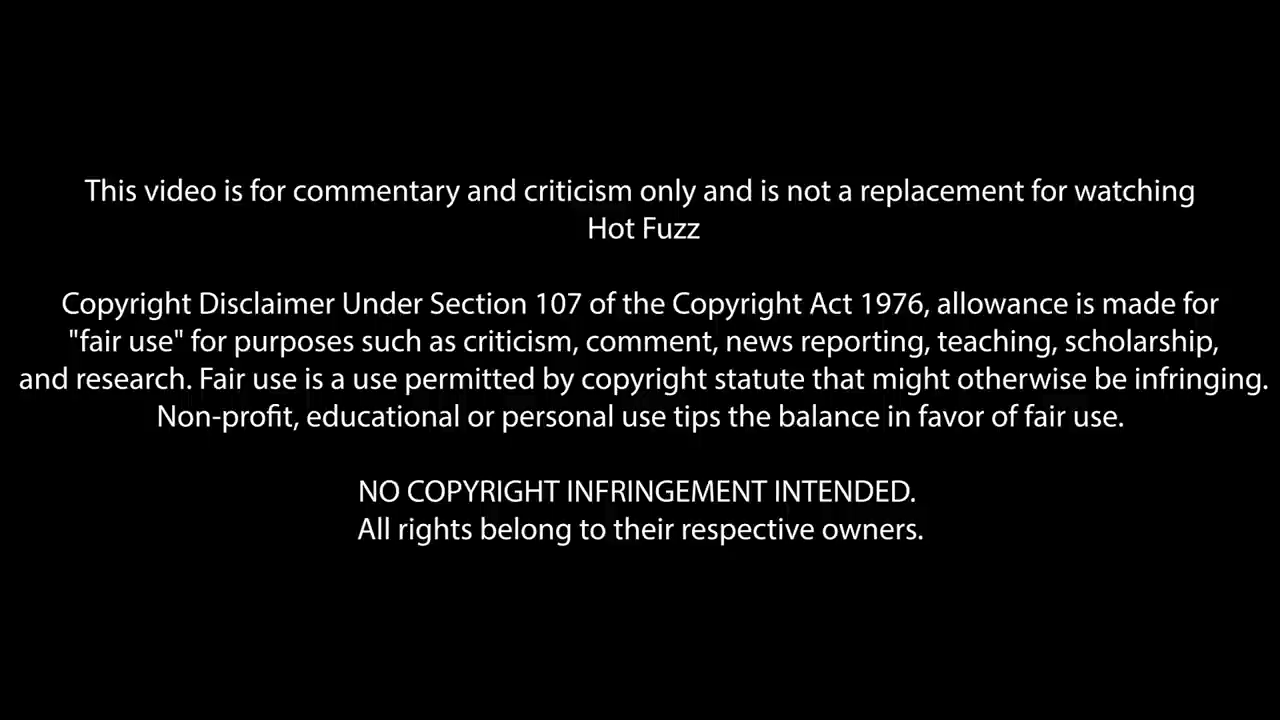 This video is for commentary and criticism only and is not a replacement for watching
Hot Fuzz
Copyright Disclaimer Under Section 107 of the Copyright Act 1976, allowance is made for
"fair use" for purposes such as criticism, comment, news reporting, teaching, scholarship,
and research. Fair use is a use permitted by copyright statute that might otherwise be infringing.
Non-profit, educational or personal use tips the balance in favor of fair use.
NO COPYRIGHT INFRINGEMENT INTENDED.
All rights belong to their respective owners.